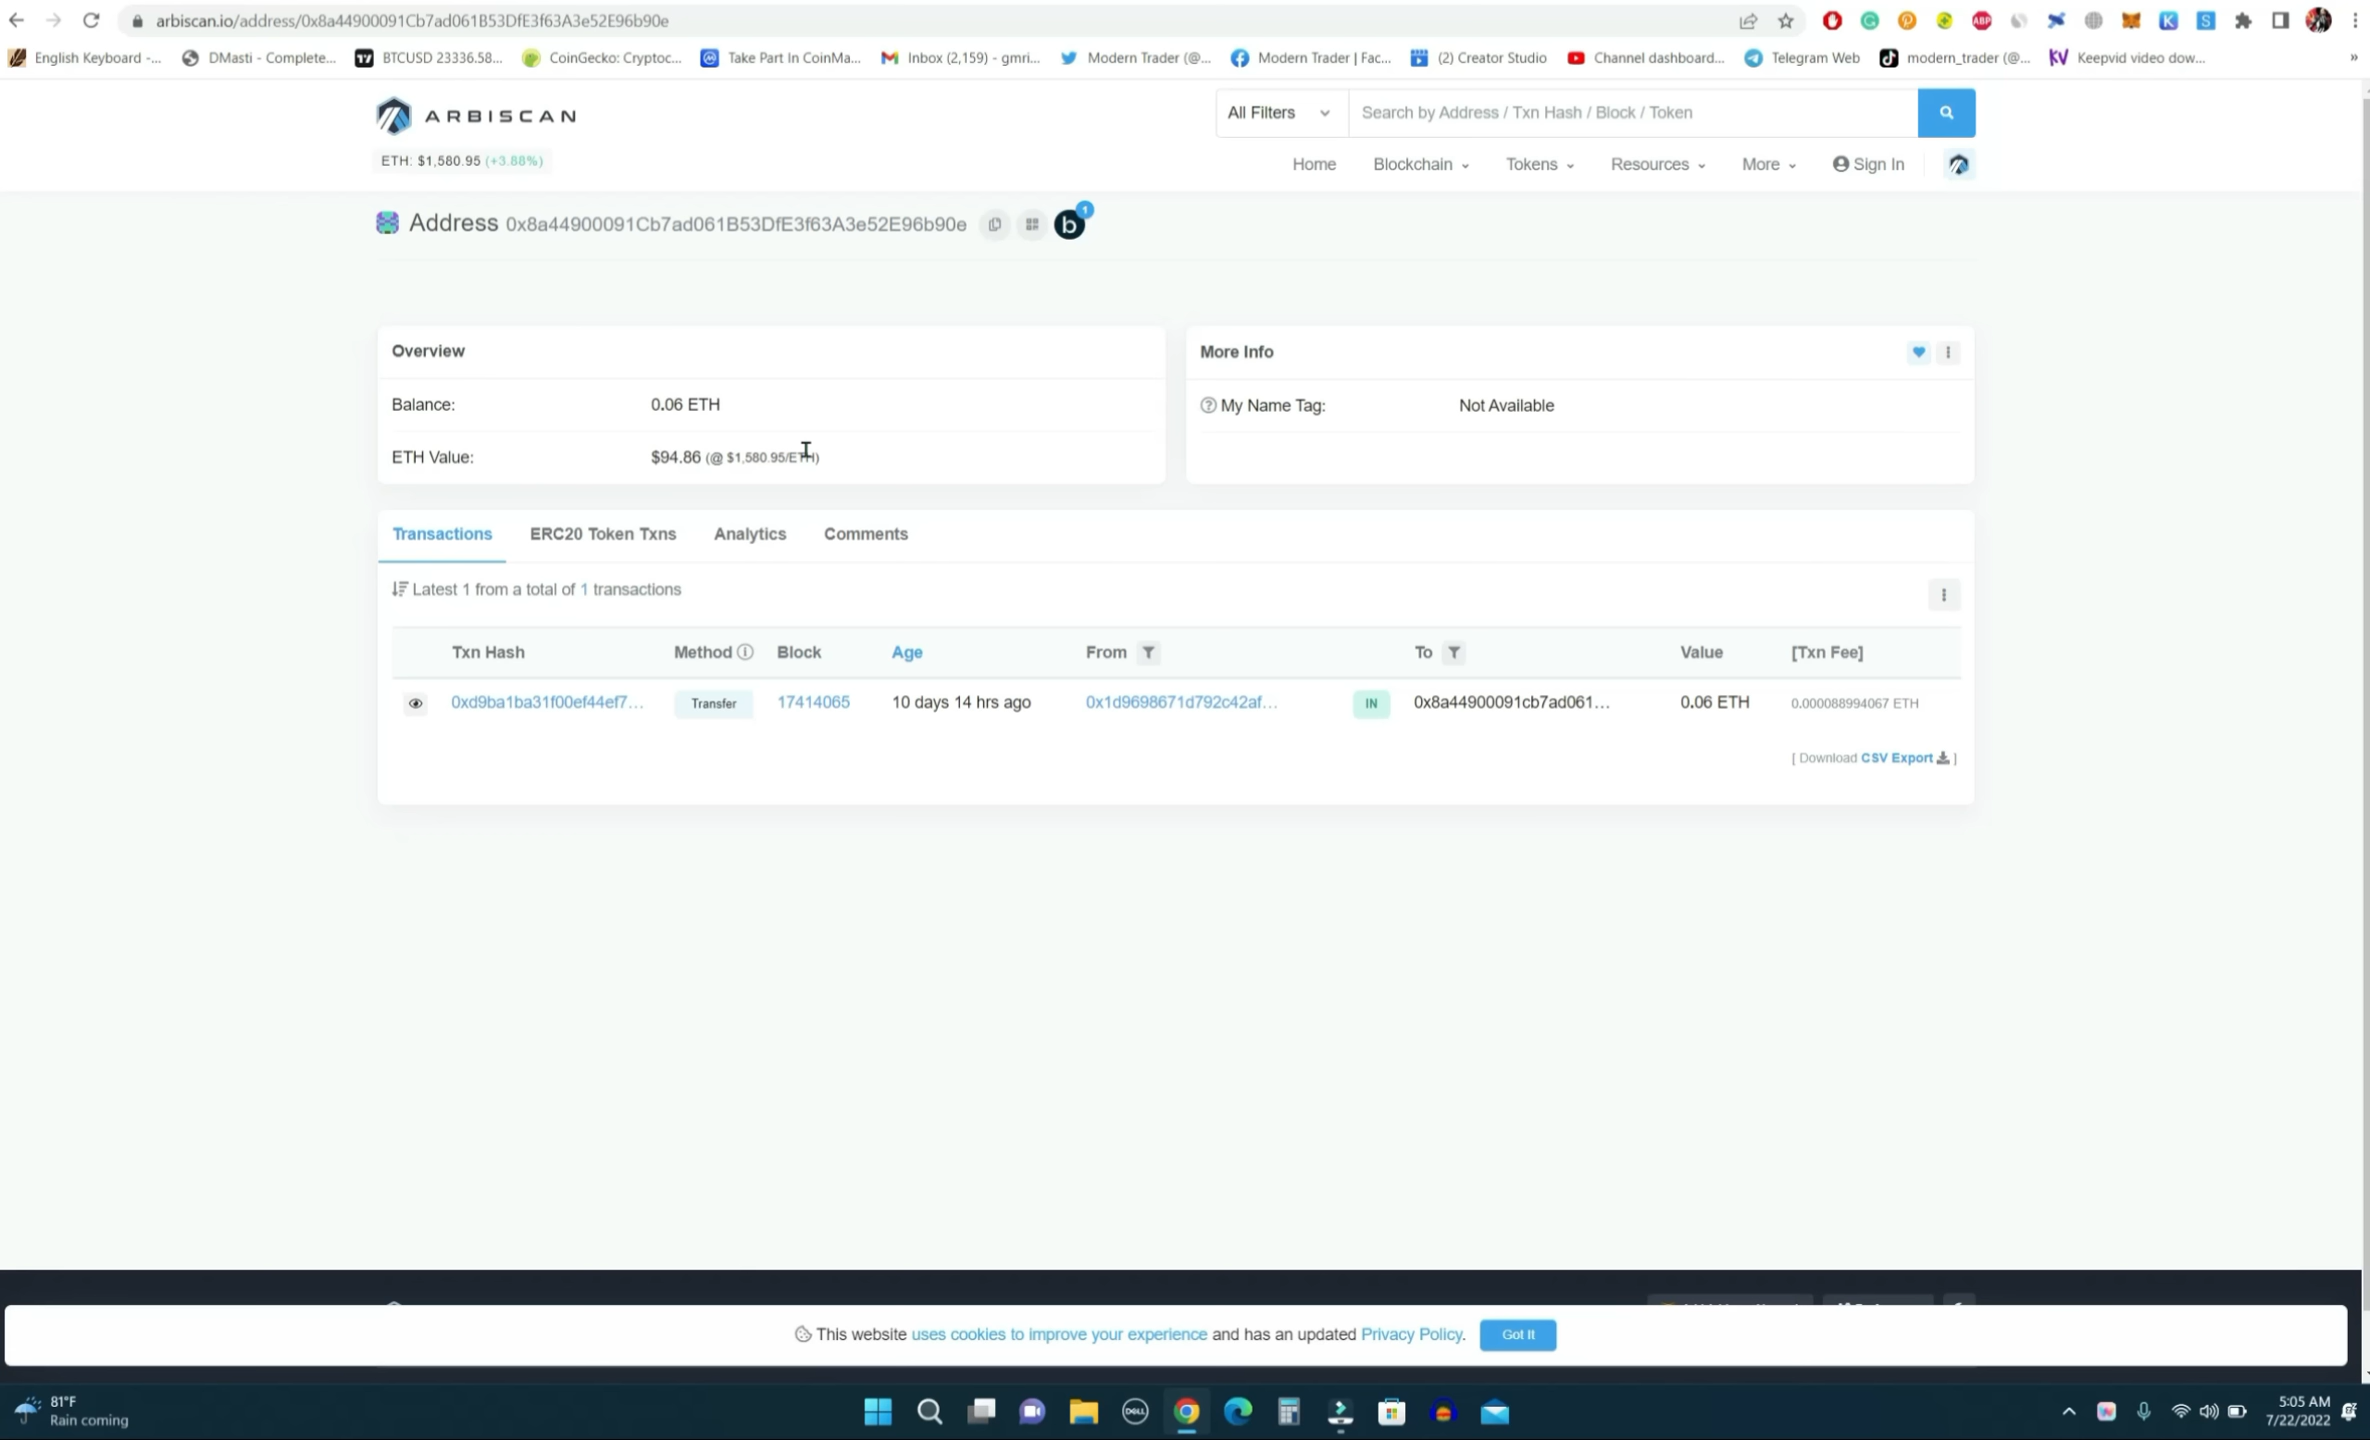 arbiscan.io/address/0x8a44900091Cb7ad061B53DfE3f63A3e52E96b90e
ABP
English Keyboard -... DMasti - Complete... BTCUSD 23336.58... CoinGecko: Cryptoc... Take Part In CoinMa... Inbox (2,159) - gmri... Modern Trader (@... Modern Trader | Fac... (2) Creator Studio Channel dashboard... Telegram Web modern_trader (@... KV Keepvid video dow... »
ARBISCAN
All Filters Search by Address / Txn Hash / Block / Token
ETH: $1,580.95 (+3.88%)
Home Blockchain Tokens Resources More Sign In
Address 0x8a44900091Cb7ad061B53DfE3f63A3e52E96b90e b 1
Overview
Balance: 0.06 ETH
ETH Value: $94.86 (@ $1,580.95/ETH)
More Info
My Name Tag: Not Available
Transactions ERC20 Token Txns Analytics Comments
Latest 1 from a total of 1 transactions
Txn Hash Method Block Age From To Value [Txn Fee]
0xd9ba1ba31f00ef44ef7... Transfer 17414065 10 days 14 hrs ago 0x1d9698671d792c42af... IN 0x8a44900091cb7ad061... 0.06 ETH 0.000088994067 ETH
[ Download CSV Export ]
This website uses cookies to improve your experience and has an updated Privacy Policy. Got It
81°F
Rain coming
DELL
5:05 AM
7/22/2022